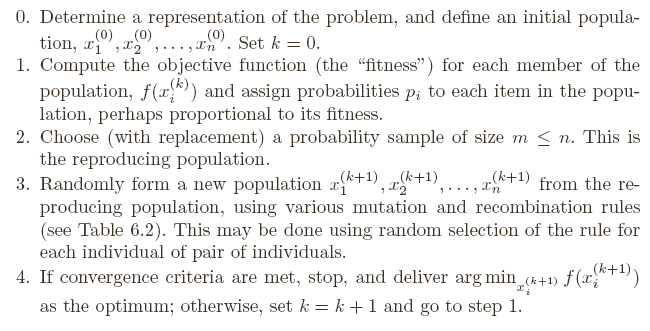 0. Determine a representation of the problem, and define an initial popula-
tion, x_1^{(0)}, x_2^{(0)}, . . . , x_n^{(0)}. Set k = 0.
1. Compute the objective function (the “fitness”) for each member of the
population, f(x_i^{(k)}) and assign probabilities p_i to each item in the popu-
lation, perhaps proportional to its fitness.
2. Choose (with replacement) a probability sample of size m ≤ n. This is
the reproducing population.
3. Randomly form a new population x_1^{(k+1)}, x_2^{(k+1)}, . . . , x_n^{(k+1)} from the re-
producing population, using various mutation and recombination rules
(see Table 6.2). This may be done using random selection of the rule for
each individual of pair of individuals.
4. If convergence criteria are met, stop, and deliver arg min_{x_i^{(k+1)}} f(x_i^{(k+1)})
as the optimum; otherwise, set k = k + 1 and go to step 1.